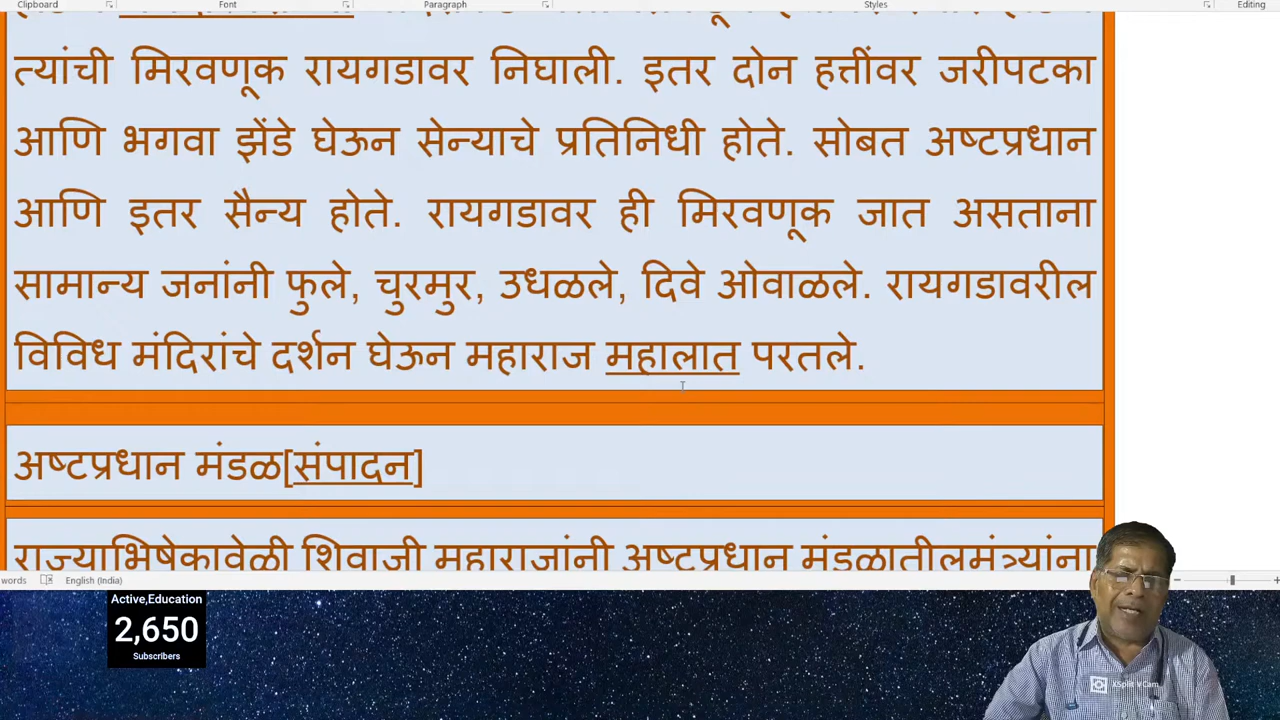 Clipboard Font Paragraph Styles Editing
त्यांची मिरवणूक रायगडावर निघाली. इतर दोन हत्तींवर जरीपटका
आणि भगवा झेंडे घेऊन सेन्याचे प्रतिनिधी होते. सोबत अष्टप्रधान
आणि इतर सैन्य होते. रायगडावर ही मिरवणूक जात असताना
सामान्य जनांनी फुले, चुरमुर, उधळले, दिवे ओवाळले. रायगडावरील
विविध मंदिरांचे दर्शन घेऊन महाराज महालात परतले.
अष्टप्रधान मंडळ[संपादन]
राज्याभिषेकावेळी शिवाजी महाराजांनी अष्टप्रधान मंडळातीलमंत्र्यांना
words English (India)
Active,Education
2,650
Subscribers
XSplit VCam